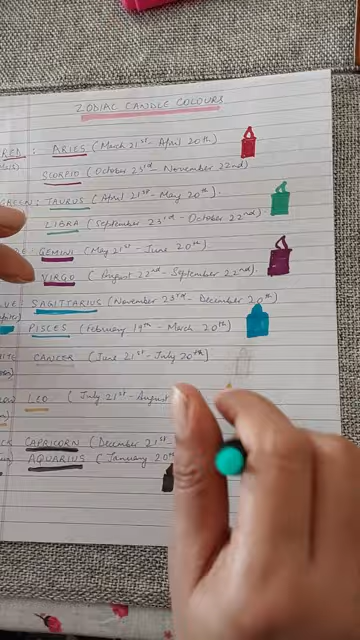 ZODIAC CANDLE COLOURS
RED : ARIES (March 21st - April 20th)
SCORPIO (October 23rd - November 22nd)
GREEN: TAURUS (April 21st - May 20th).
LIBRA (September 23rd - October 22nd)
: GEMINI (May 21st - June 20th)
VIRGO (August 22nd - September 22nd).
SAGITTARIUS (November 23rd - December 20th)
PISCES (February 19th - March 20th)
CANCER (June 21st - July 20th)
LEO (July 21st - August
CAPRICORN (December 21st -
AQUARIUS (January 20th